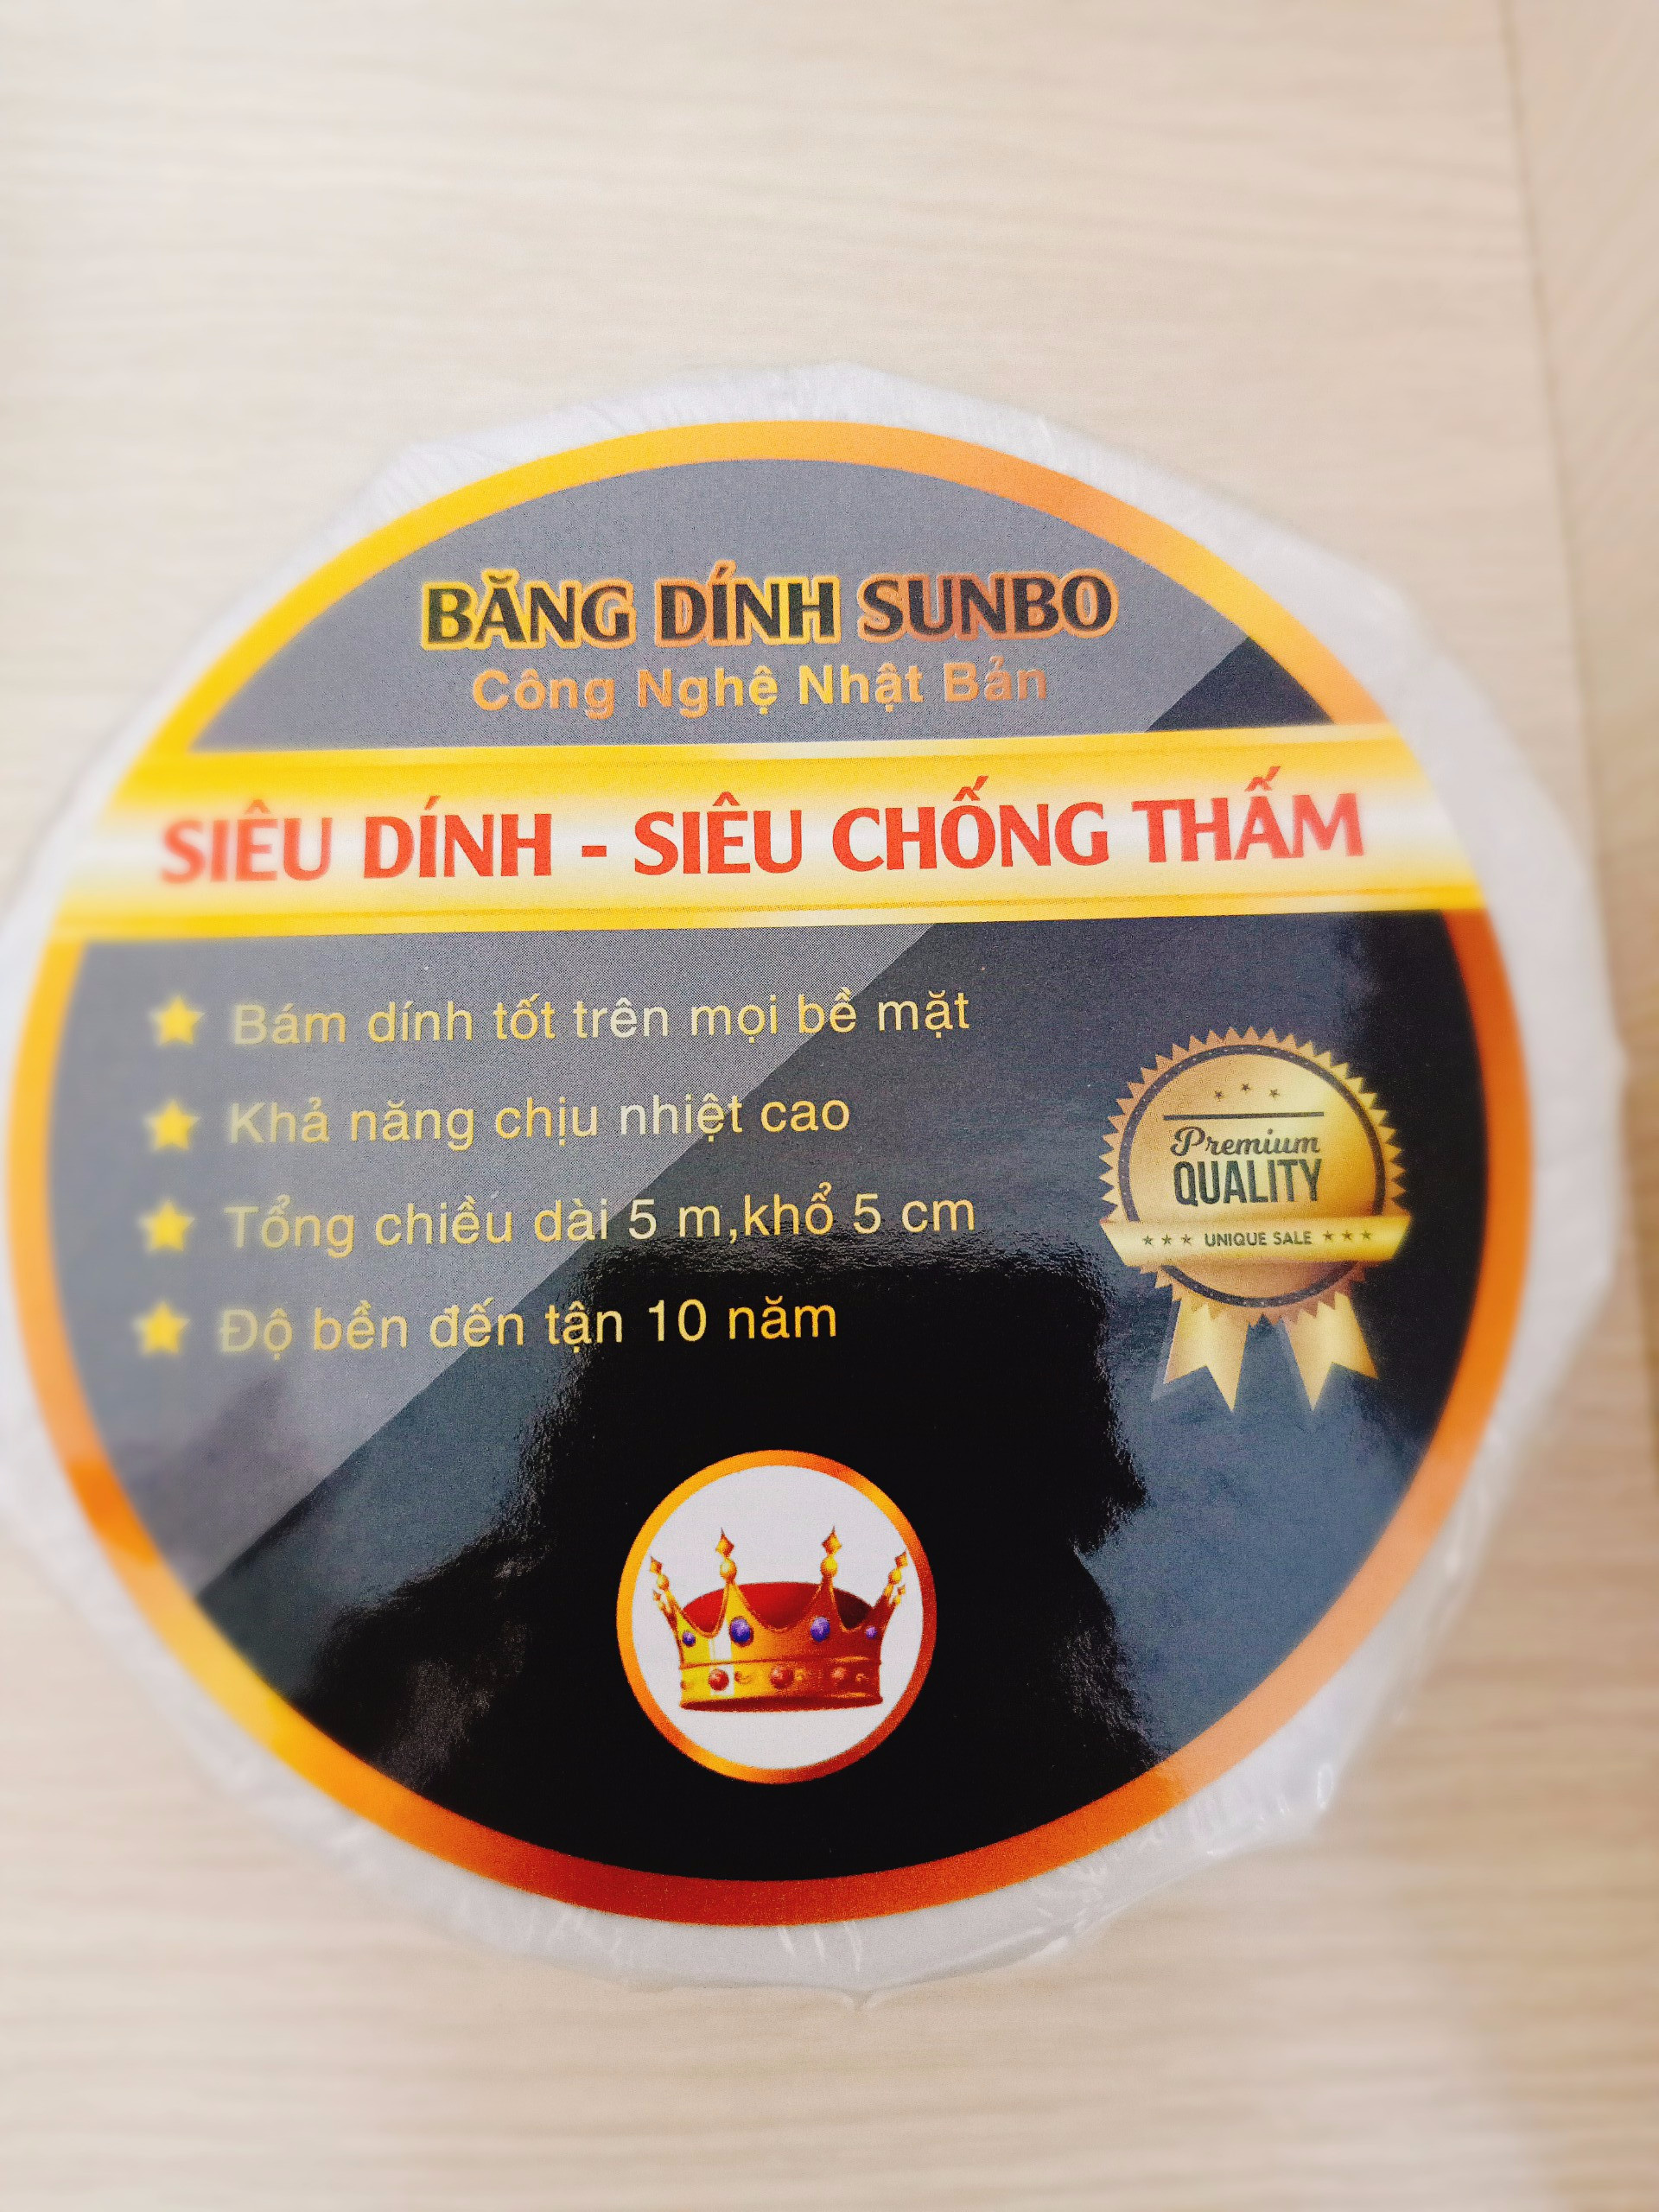 BĂNG DÍNH SUNBO
Công Nghệ Nhật Bản
SIÊU DÍNH - SIÊU CHỐNG THẤM
Bám dính tốt trên mọi bề mặt
Khả năng chịu nhiệt cao
Tổng chiều dài 5 m,khổ 5 cm
Độ bền đến tận 10 năm
Premium
QUALITY
UNIQUE SALE